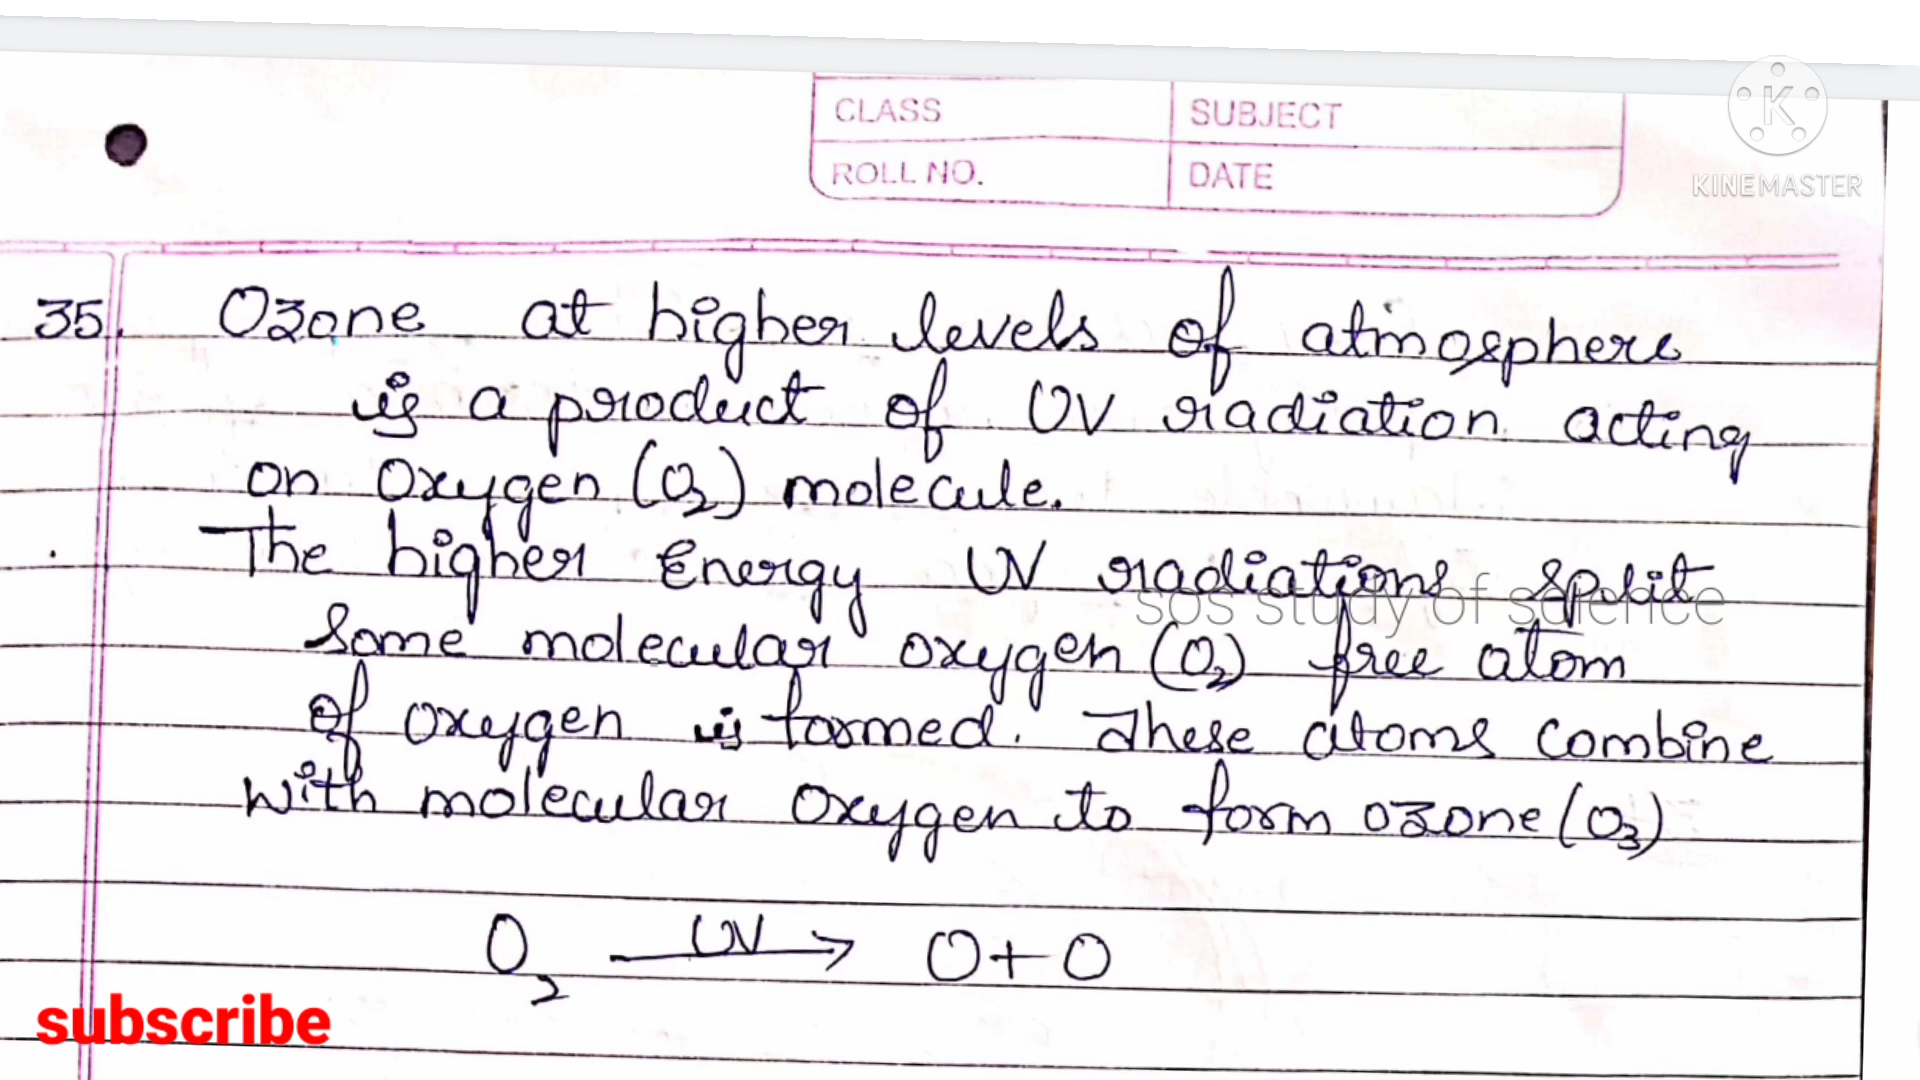 CLASS SUBJECT
ROLL NO. DATE
K
KINEMASTER
35. Ozone at higher levels of atmosphere
is a product of UV radiation acting
on Oxygen (O₂) molecule.
The higher Energy UV radiations split
sos study of science
Some molecular oxygen (O₂) free atom
of oxygen is formed. These atoms combine
with molecular oxygen to form ozone (O₃)
O₂ —UV→ O + O
subscribe